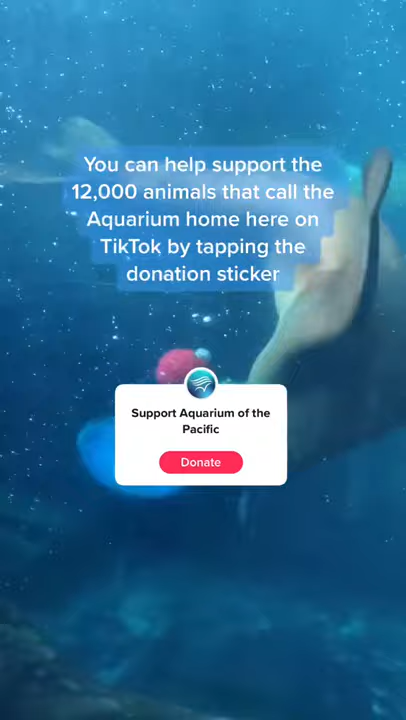 You can help support the
12,000 animals that call the
Aquarium home here on
TikTok by tapping the
donation sticker
Support Aquarium of the
Pacific
Donate